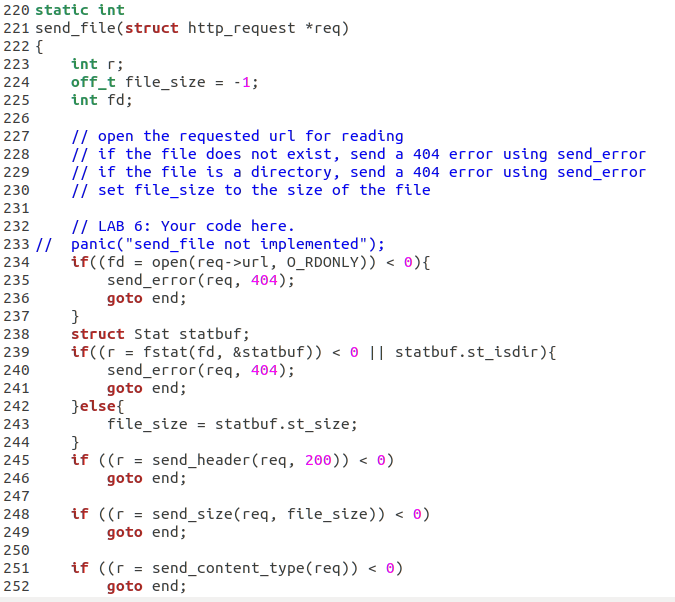 220 static int
221 send_file(struct http_request *req)
222 {
223     int r;
224     off_t file_size = -1;
225     int fd;
226
227     // open the requested url for reading
228     // if the file does not exist, send a 404 error using send_error
229     // if the file is a directory, send a 404 error using send_error
230     // set file_size to the size of the file
231
232     // LAB 6: Your code here.
233 //  panic("send_file not implemented");
234     if((fd = open(req->url, O_RDONLY)) < 0){
235         send_error(req, 404);
236         goto end;
237     }
238     struct Stat statbuf;
239     if((r = fstat(fd, &statbuf)) < 0 || statbuf.st_isdir){
240         send_error(req, 404);
241         goto end;
242     }else{
243         file_size = statbuf.st_size;
244     }
245     if ((r = send_header(req, 200)) < 0)
246         goto end;
247
248     if ((r = send_size(req, file_size)) < 0)
249         goto end;
250
251     if ((r = send_content_type(req)) < 0)
252         goto end;